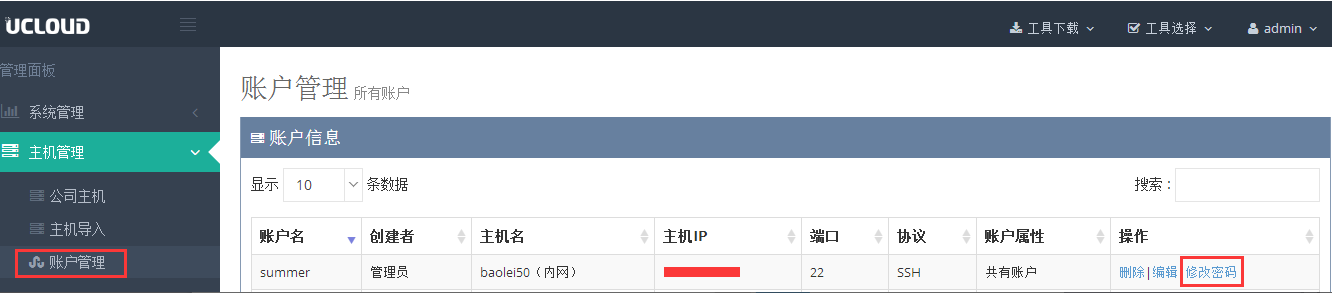 UCLOUD 工具下载 工具选择 admin
管理面板
系统管理
主机管理
公司主机
主机导入
账户管理
账户管理 所有账户
账户信息
显示 10 条数据 搜索：
账户名 创建者 主机名 主机IP 端口 协议 账户属性 操作
summer 管理员 baolei50（内网） 22 SSH 共有账户 删除|编辑|修改密码